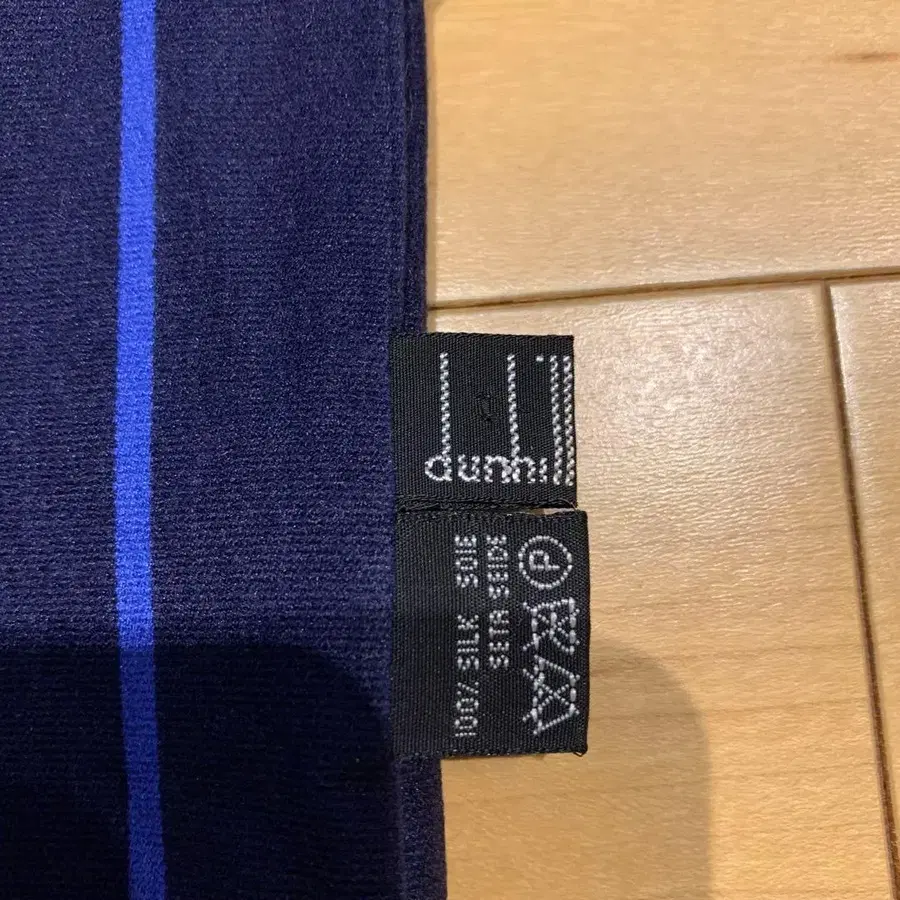 dunhill
100% SILK SOIE
SETA SEIDE
P